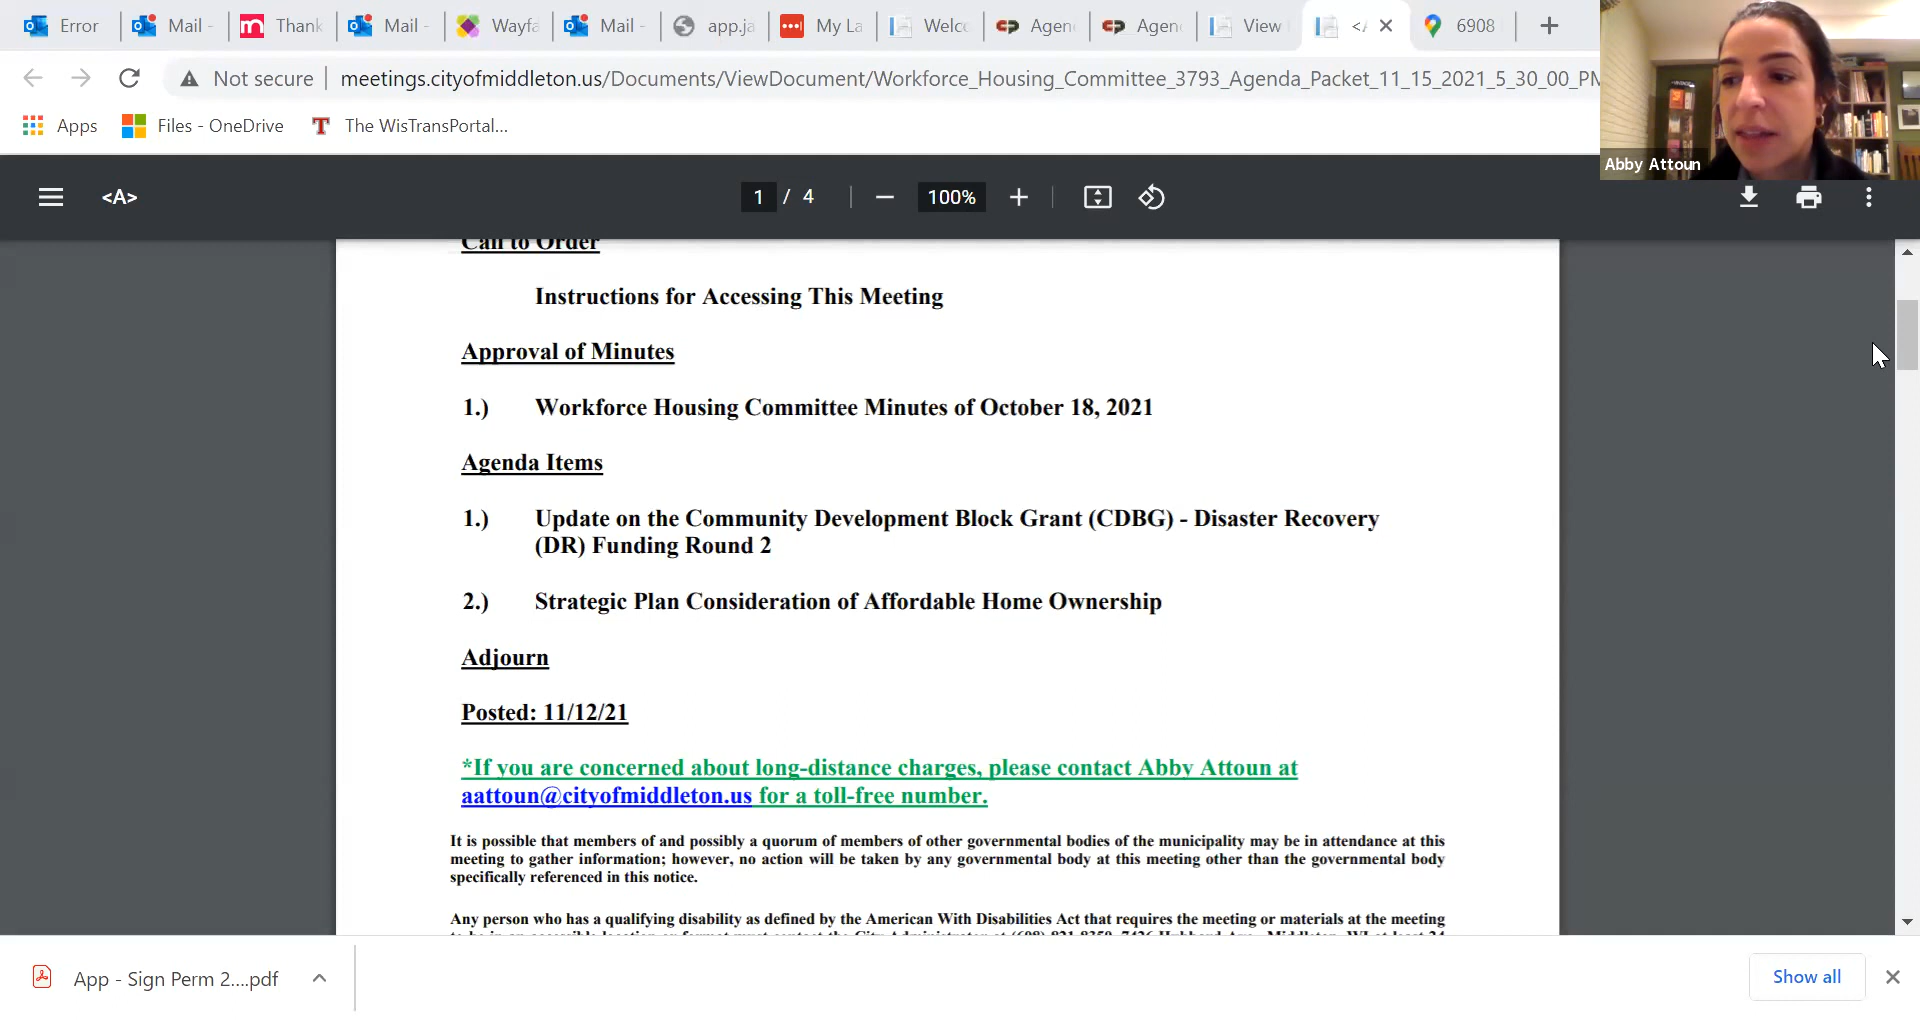 Error
Mail -
Thank
Mail -
Wayfa
Mail -
app.ja
My La
Welco
Agen
Agen
View
<A
6908
Not secure
meetings.cityofmiddleton.us/Documents/ViewDocument/Workforce_Housing_Committee_3793_Agenda_Packet_11_15_2021_5_30_00_PM
Apps
Files - OneDrive
The WisTransPortal...
Abby Attoun
<A>
1 / 4
100%
Call to Order
Instructions for Accessing This Meeting
Approval of Minutes
1.) Workforce Housing Committee Minutes of October 18, 2021
Agenda Items
1.) Update on the Community Development Block Grant (CDBG) - Disaster Recovery
(DR) Funding Round 2
2.) Strategic Plan Consideration of Affordable Home Ownership
Adjourn
Posted: 11/12/21
*If you are concerned about long-distance charges, please contact Abby Attoun at
aattoun@cityofmiddleton.us for a toll-free number.
It is possible that members of and possibly a quorum of members of other governmental bodies of the municipality may be in attendance at this
meeting to gather information; however, no action will be taken by any governmental body at this meeting other than the governmental body
specifically referenced in this notice.
Any person who has a qualifying disability as defined by the American With Disabilities Act that requires the meeting or materials at the meeting
App - Sign Perm 2....pdf
Show all